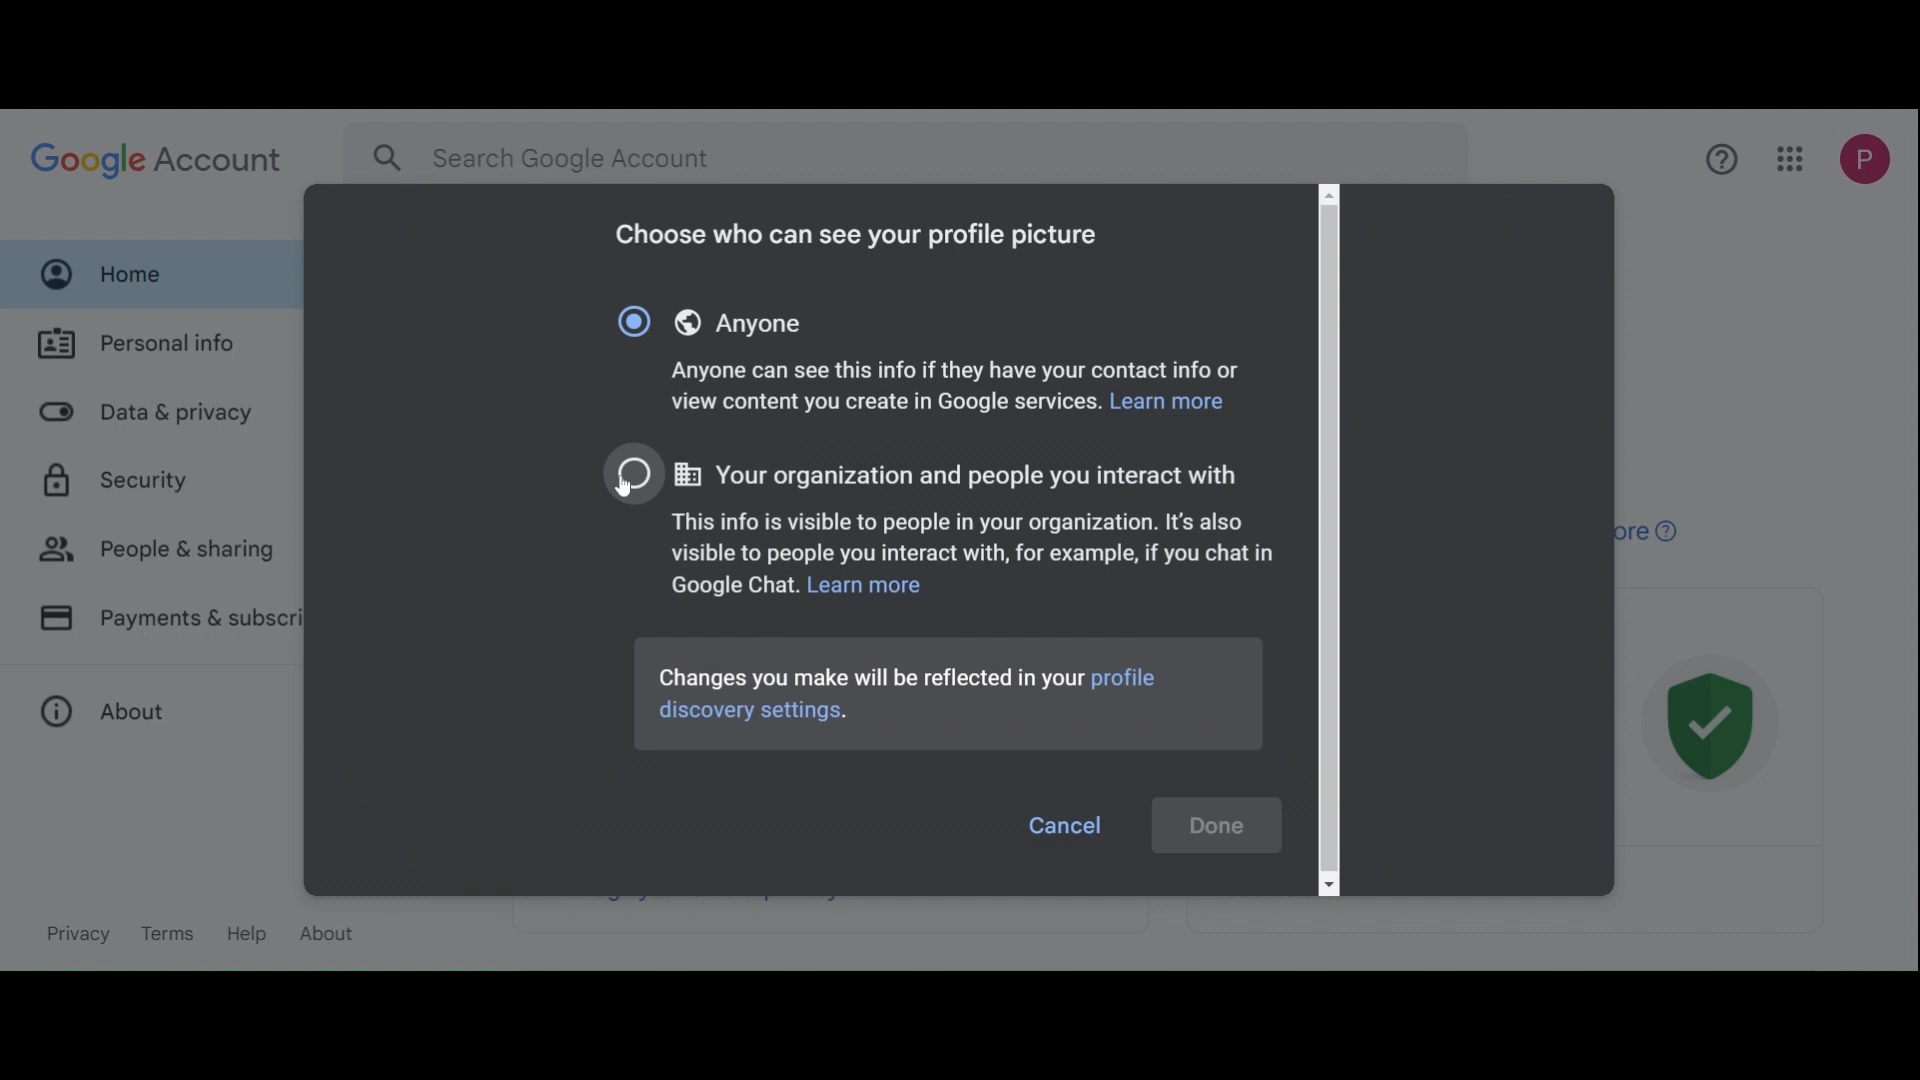 Google Account
Search Google Account
P
Home
Personal info
Data & privacy
Security
People & sharing
Payments & subscri
About
Choose who can see your profile picture
Anyone
Anyone can see this info if they have your contact info or
view content you create in Google services. Learn more
Your organization and people you interact with
This info is visible to people in your organization. It's also
visible to people you interact with, for example, if you chat in
Google Chat. Learn more
Changes you make will be reflected in your profile
discovery settings.
Cancel
Done
ore
Privacy
Terms
Help
About